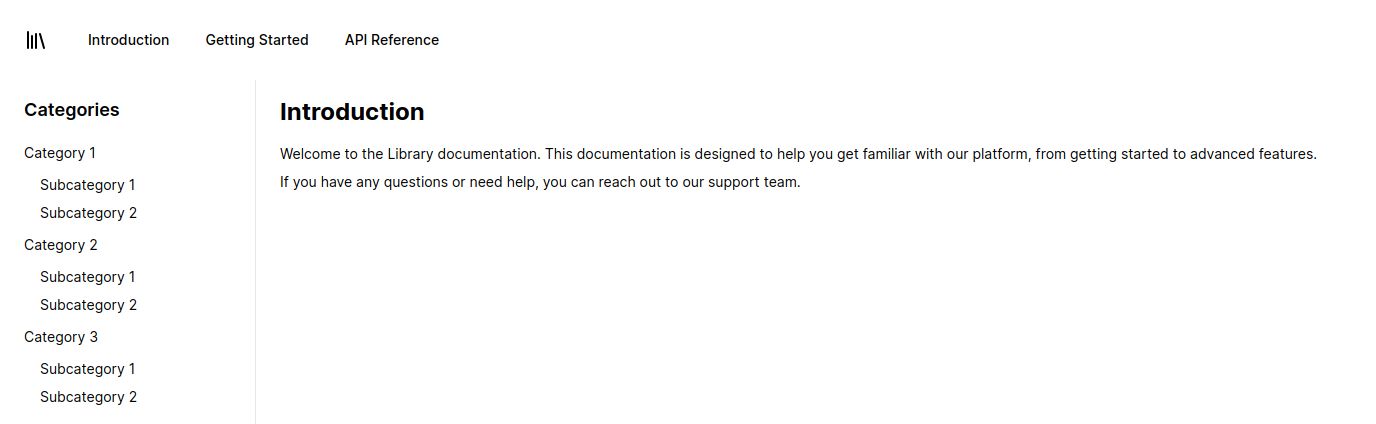 Introduction
Getting Started
API Reference
Categories
Category 1
Subcategory 1
Subcategory 2
Category 2
Subcategory 1
Subcategory 2
Category 3
Subcategory 1
Subcategory 2
Introduction
Welcome to the Library documentation. This documentation is designed to help you get familiar with our platform, from getting started to advanced features.
If you have any questions or need help, you can reach out to our support team.